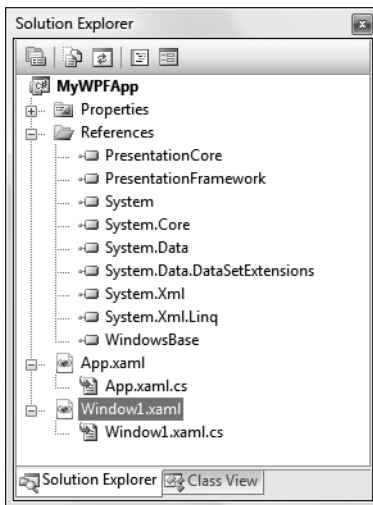 Solution Explorer
MyWPFApp
Properties
References
PresentationCore
PresentationFramework
System
System.Core
System.Data
System.Data.DataSetExtensions
System.Xml
System.Xml.Linq
WindowsBase
App.xaml
App.xaml.cs
Window1.xaml
Window1.xaml.cs
Solution Explorer Class View